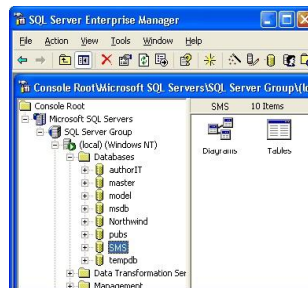 SQL Server Enterprise Manager
File Action View Tools Window Help
Console Root\Microsoft SQL Servers\SQL Server Group\(lo
Console Root
SMS 10 Items
Microsoft SQL Servers
SQL Server Group
(local) (Windows NT)
Diagrams Tables
Databases
authorIT
master
model
msdb
Northwind
pubs
SMS
tempdb
Data Transformation Ser
Management